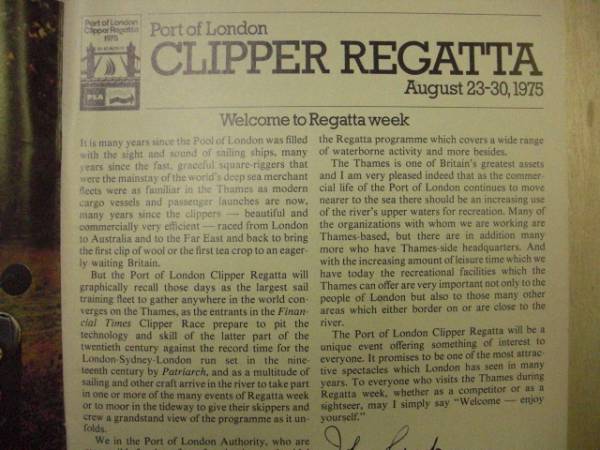 Port of London
Clipper Regatta
1975
PLA
Port of London
CLIPPER REGATTA
August 23-30, 1975
Welcome to Regatta week
It is many years since the Pool of London was filled
with the sight and sound of sailing ships, many
years since the fast, graceful square-riggers that
were the mainstay of the world's deep sea merchant
fleets were as familiar in the Thames as modern
cargo vessels and passenger launches are now,
many years since the clippers — beautiful and
commercially very efficient — raced from London
to Australia and to the Far East and back to bring
the first clip of wool or the first tea crop to an eager-
ly waiting Britain.
But the Port of London Clipper Regatta will
graphically recall those days as the largest sail
training fleet to gather anywhere in the world con-
verges on the Thames, as the entrants in the Finan-
cial Times Clipper Race prepare to pit the
technology and skill of the latter part of the
twentieth century against the record time for the
London-Sydney-London run set in the nine-
teenth century by Patriarch, and as a multitude of
sailing and other craft arrive in the river to take part
in one or more of the many events of Regatta week
or to moor in the tideway to give their skippers and
crew a grandstand view of the programme as it un-
folds.
We in the Port of London Authority, who are
the Regatta programme which covers a wide range
of waterborne activity and more besides.
The Thames is one of Britain's greatest assets
and I am very pleased indeed that as the commer-
cial life of the Port of London continues to move
nearer to the sea there should be an increasing use
of the river's upper waters for recreation. Many of
the organizations with whom we are working are
Thames-based, but there are in addition many
more who have Thames-side headquarters. And
with the increasing amount of leisure time which we
have today the recreational facilities which the
Thames can offer are very important not only to the
people of London but also to those many other
areas which either border on or are close to the
river.
The Port of London Clipper Regatta will be a
unique event offering something of interest to
everyone. It promises to be one of the most attrac-
tive spectacles which London has seen in many
years. To everyone who visits the Thames during
Regatta week, whether as a competitor or as a
sightseer, may I simply say "Welcome — enjoy
yourself."